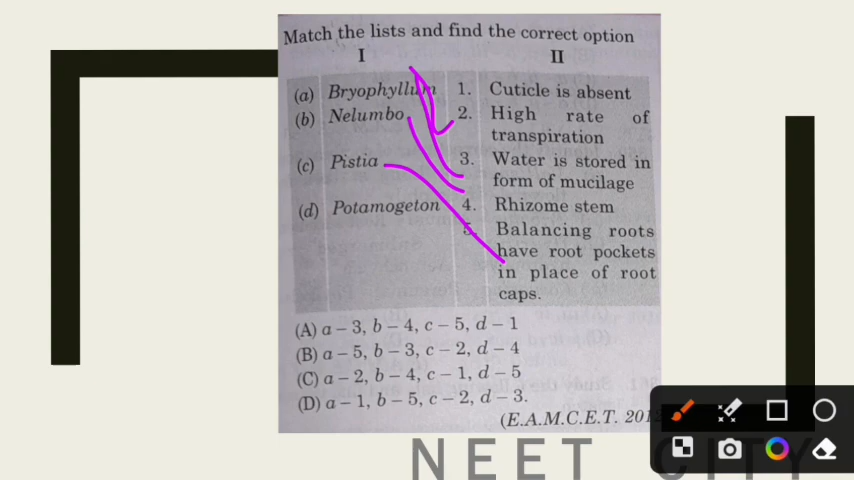 Match the lists and find the correct option
I II
(a) Bryophyllum 1. Cuticle is absent
(b) Nelumbo 2. High rate of
transpiration
(c) Pistia 3. Water is stored in
form of mucilage
(d) Potamogeton 4. Rhizome stem
5. Balancing roots
have root pockets
in place of root
caps.
(A) a – 3, b – 4, c – 5, d – 1
(B) a – 5, b – 3, c – 2, d – 4
(C) a – 2, b – 4, c – 1, d – 5
(D) a – 1, b – 5, c – 2, d – 3.
(E.A.M.C.E.T. 201
NEET CITY